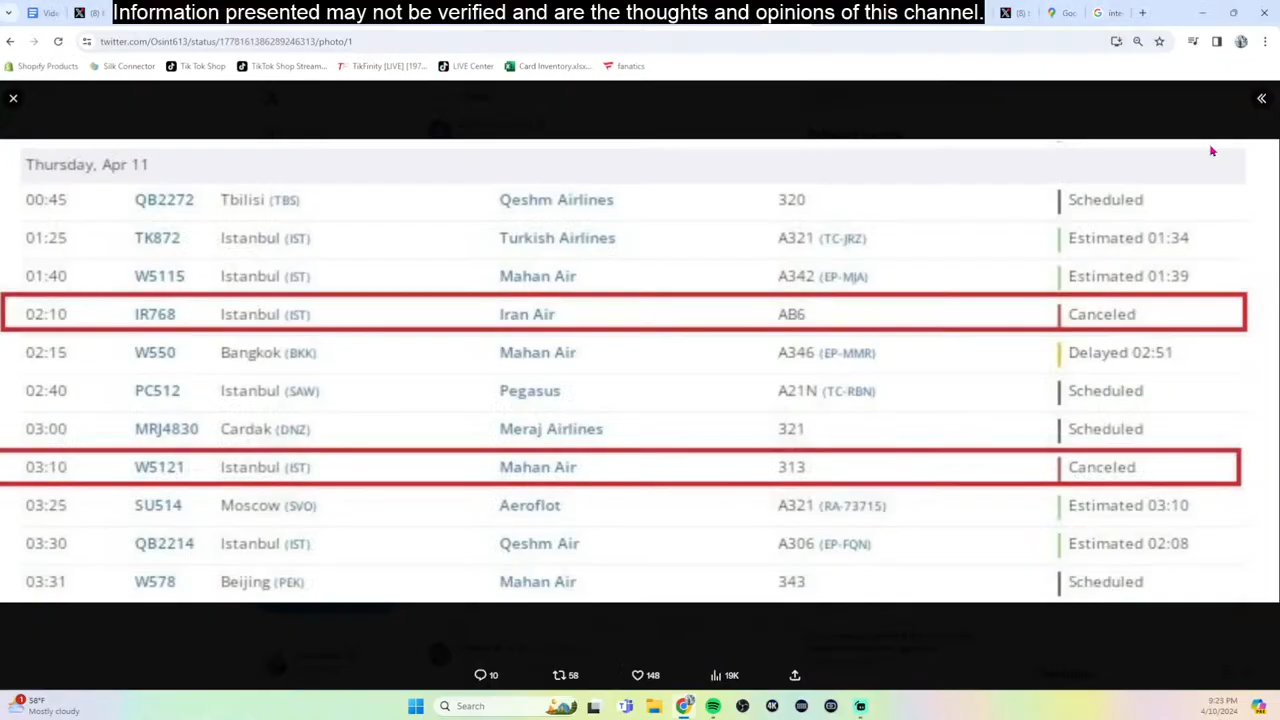 Information presented may not be verified and are the thoughts and opinions of this channel.
Vide
twitter.com/Osint613/status/1778161386289246313/photo/1
Shopify Products Silk Connector Tik Tok Shop TikTok Shop Stream... TikFinity [LIVE] [197... LIVE Center Card Inventory.xlsx... fanatics
Thursday, Apr 11
00:45 QB2272 Tbilisi (TBS) Qeshm Airlines 320 Scheduled
01:25 TK872 Istanbul (IST) Turkish Airlines A321 (TC-JRZ) Estimated 01:34
01:40 W5115 Istanbul (IST) Mahan Air A342 (EP-MJA) Estimated 01:39
02:10 IR768 Istanbul (IST) Iran Air AB6 Canceled
02:15 W550 Bangkok (BKK) Mahan Air A346 (EP-MMR) Delayed 02:51
02:40 PC512 Istanbul (SAW) Pegasus A21N (TC-RBN) Scheduled
03:00 MRJ4830 Cardak (DNZ) Meraj Airlines 321 Scheduled
03:10 W5121 Istanbul (IST) Mahan Air 313 Canceled
03:25 SU514 Moscow (SVO) Aeroflot A321 (RA-73715) Estimated 03:10
03:30 QB2214 Istanbul (IST) Qeshm Air A306 (EP-FQN) Estimated 02:08
03:31 W578 Beijing (PEK) Mahan Air 343 Scheduled
10 58 148 19K
58°F
Mostly cloudy
Search
9:23 PM
4/10/2024